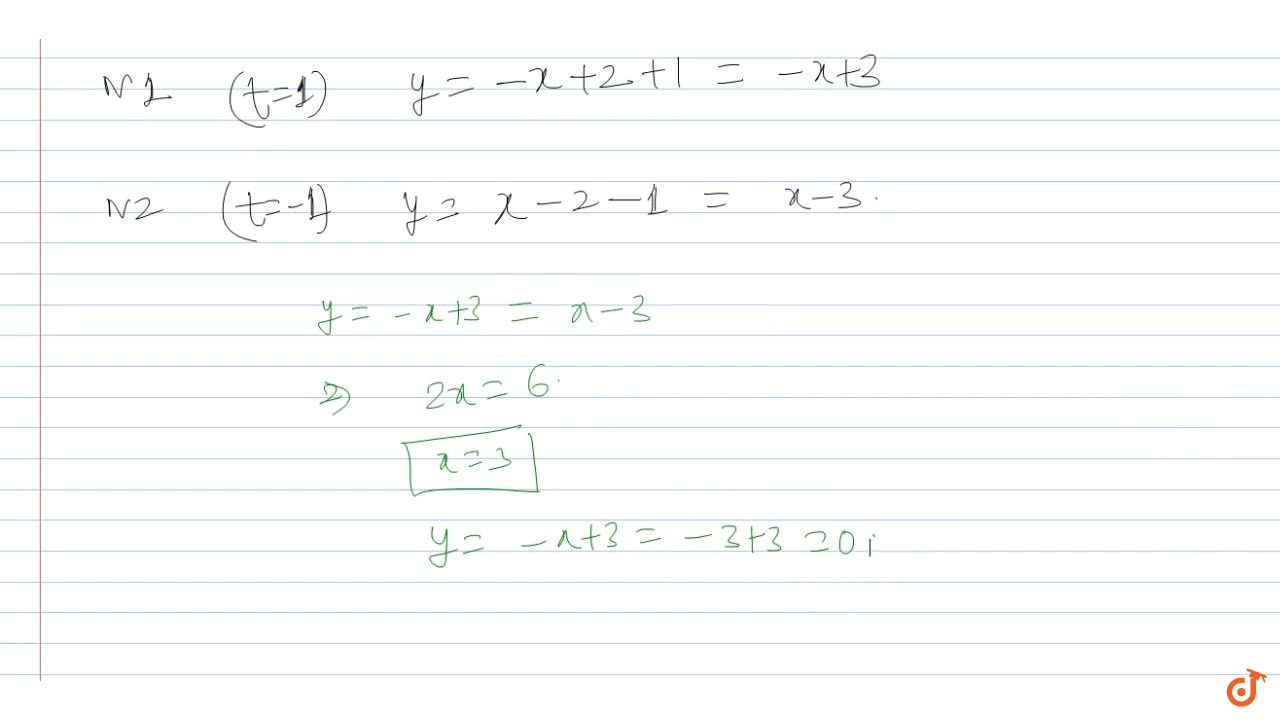 N1 (t=1) y = -x+2+1 = -x+3
N2 (t=-1) y = x-2-1 = x-3.
y = -x+3 = x-3
⇒ 2x = 6.
x = 3
y = -x+3 = -3+3 = 0